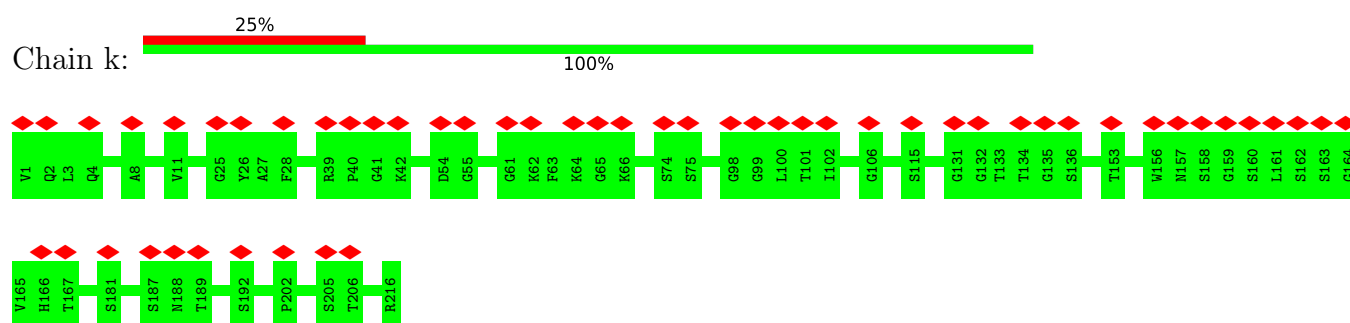 25%
Chain k:
100%
V1 Q2 L3 Q4 A8 V11 G25 Y26 A27 F28 R39 P40 G41 K42 D54 G55 G61 K62 F63 K64 G65 K66 S74 S75 G98 G99 L100 T101 I102 G106 S115 G131 G132 T133 T134 G135 S136 T153 W156 N157 S158 G159 S160 L161 S162 S163 G164
V165 H166 T167 S181 S187 N188 T189 S192 P202 S205 T206 R216